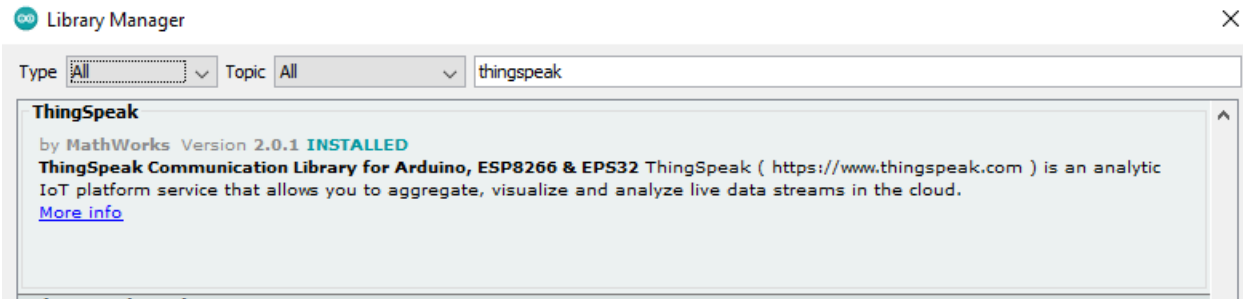 Library Manager
Type All Topic All thingspeak
ThingSpeak
by MathWorks Version 2.0.1 INSTALLED
ThingSpeak Communication Library for Arduino, ESP8266 & EPS32 ThingSpeak ( https://www.thingspeak.com ) is an analytic
IoT platform service that allows you to aggregate, visualize and analyze live data streams in the cloud.
More info